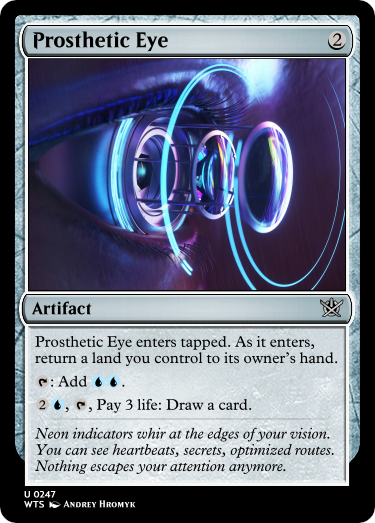 Prosthetic Eye 2
Artifact
Prosthetic Eye enters tapped. As it enters,
return a land you control to its owner's hand.
: Add .
2 , , Pay 3 life: Draw a card.
Neon indicators whir at the edges of your vision.
You can see heartbeats, secrets, optimized routes.
Nothing escapes your attention anymore.
U 0247
WTS Andrey Hromyk